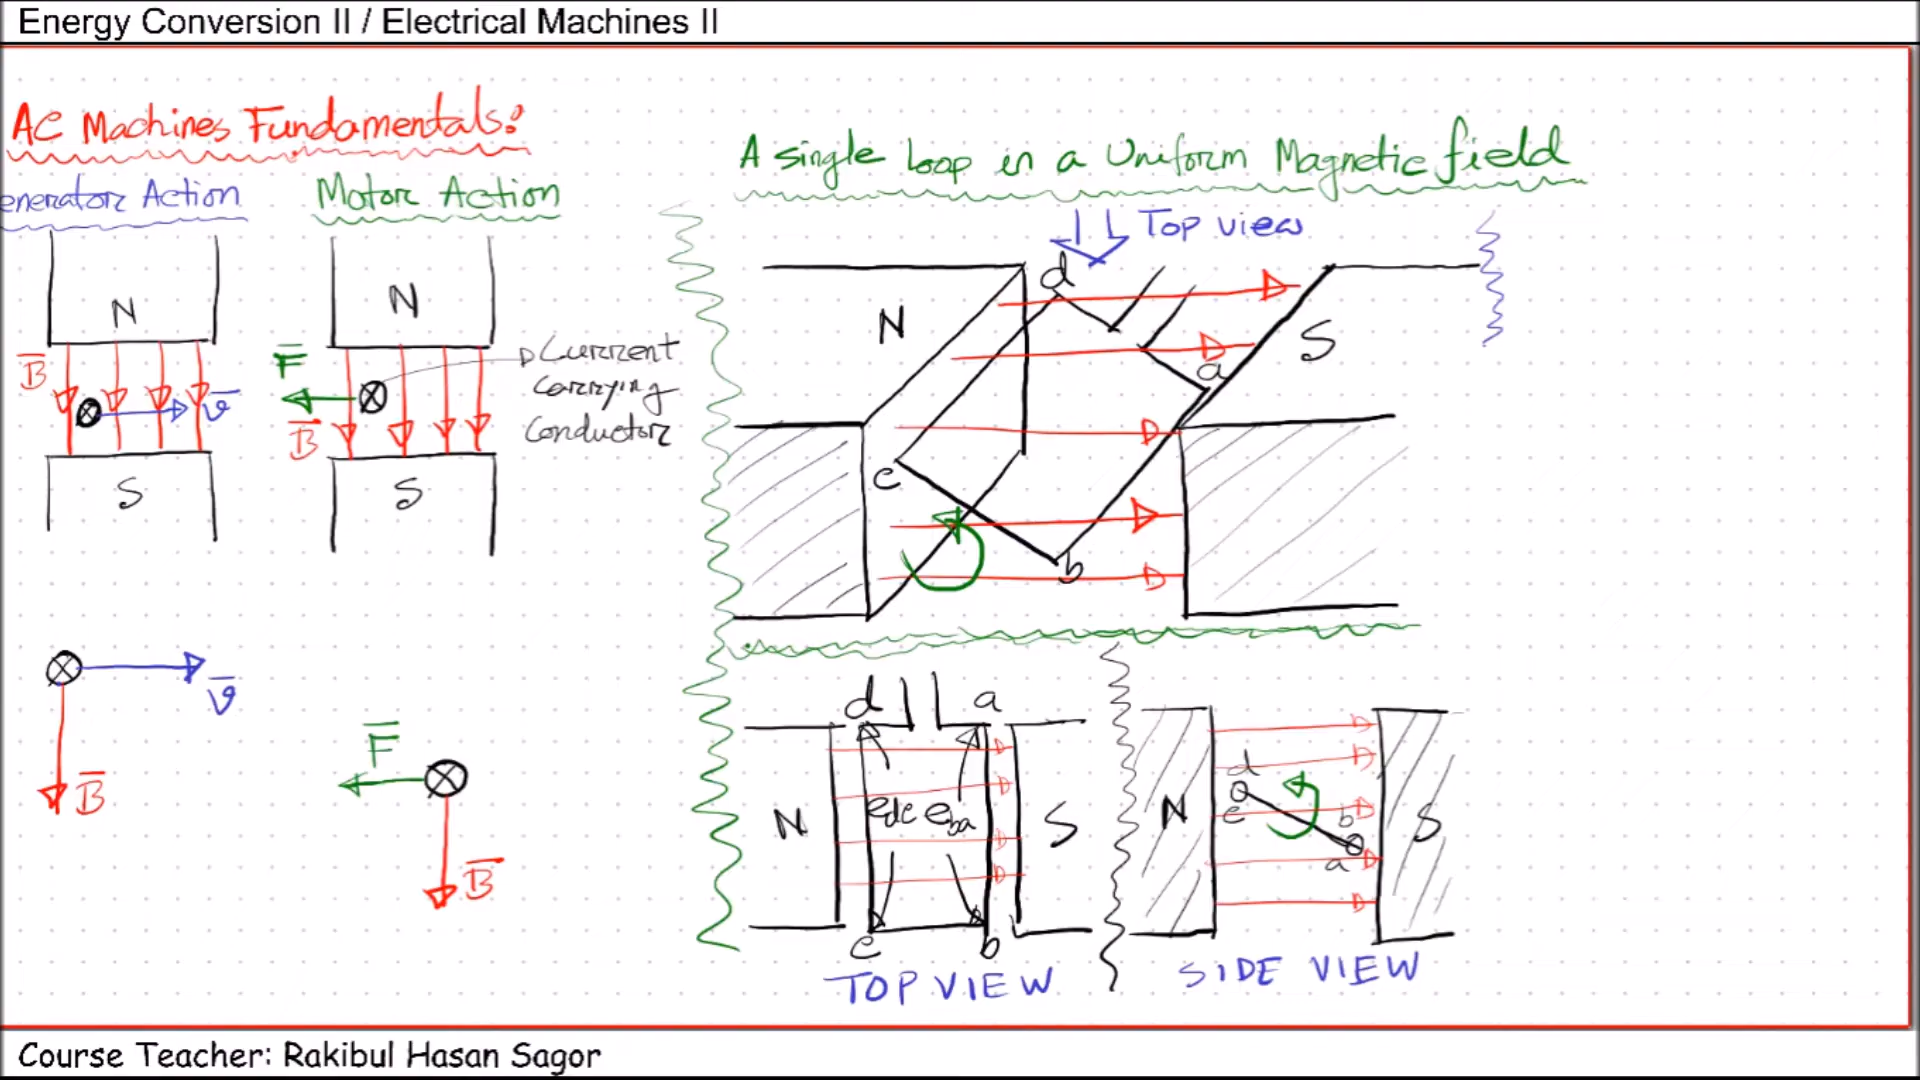 Energy Conversion II / Electrical Machines II
AC Machines Fundamentals:
enerator Action
Motor Action
N
N
B
v
S
F
B
S
Current
Carrying
Conductor
A single loop in a Uniform Magnetic field
Top view
d
N
S
a
c
b
v
B
F
B
d
a
N
edc eba
S
c
b
TOP VIEW
d
N
c
b
a
S
SIDE VIEW
Course Teacher: Rakibul Hasan Sagor